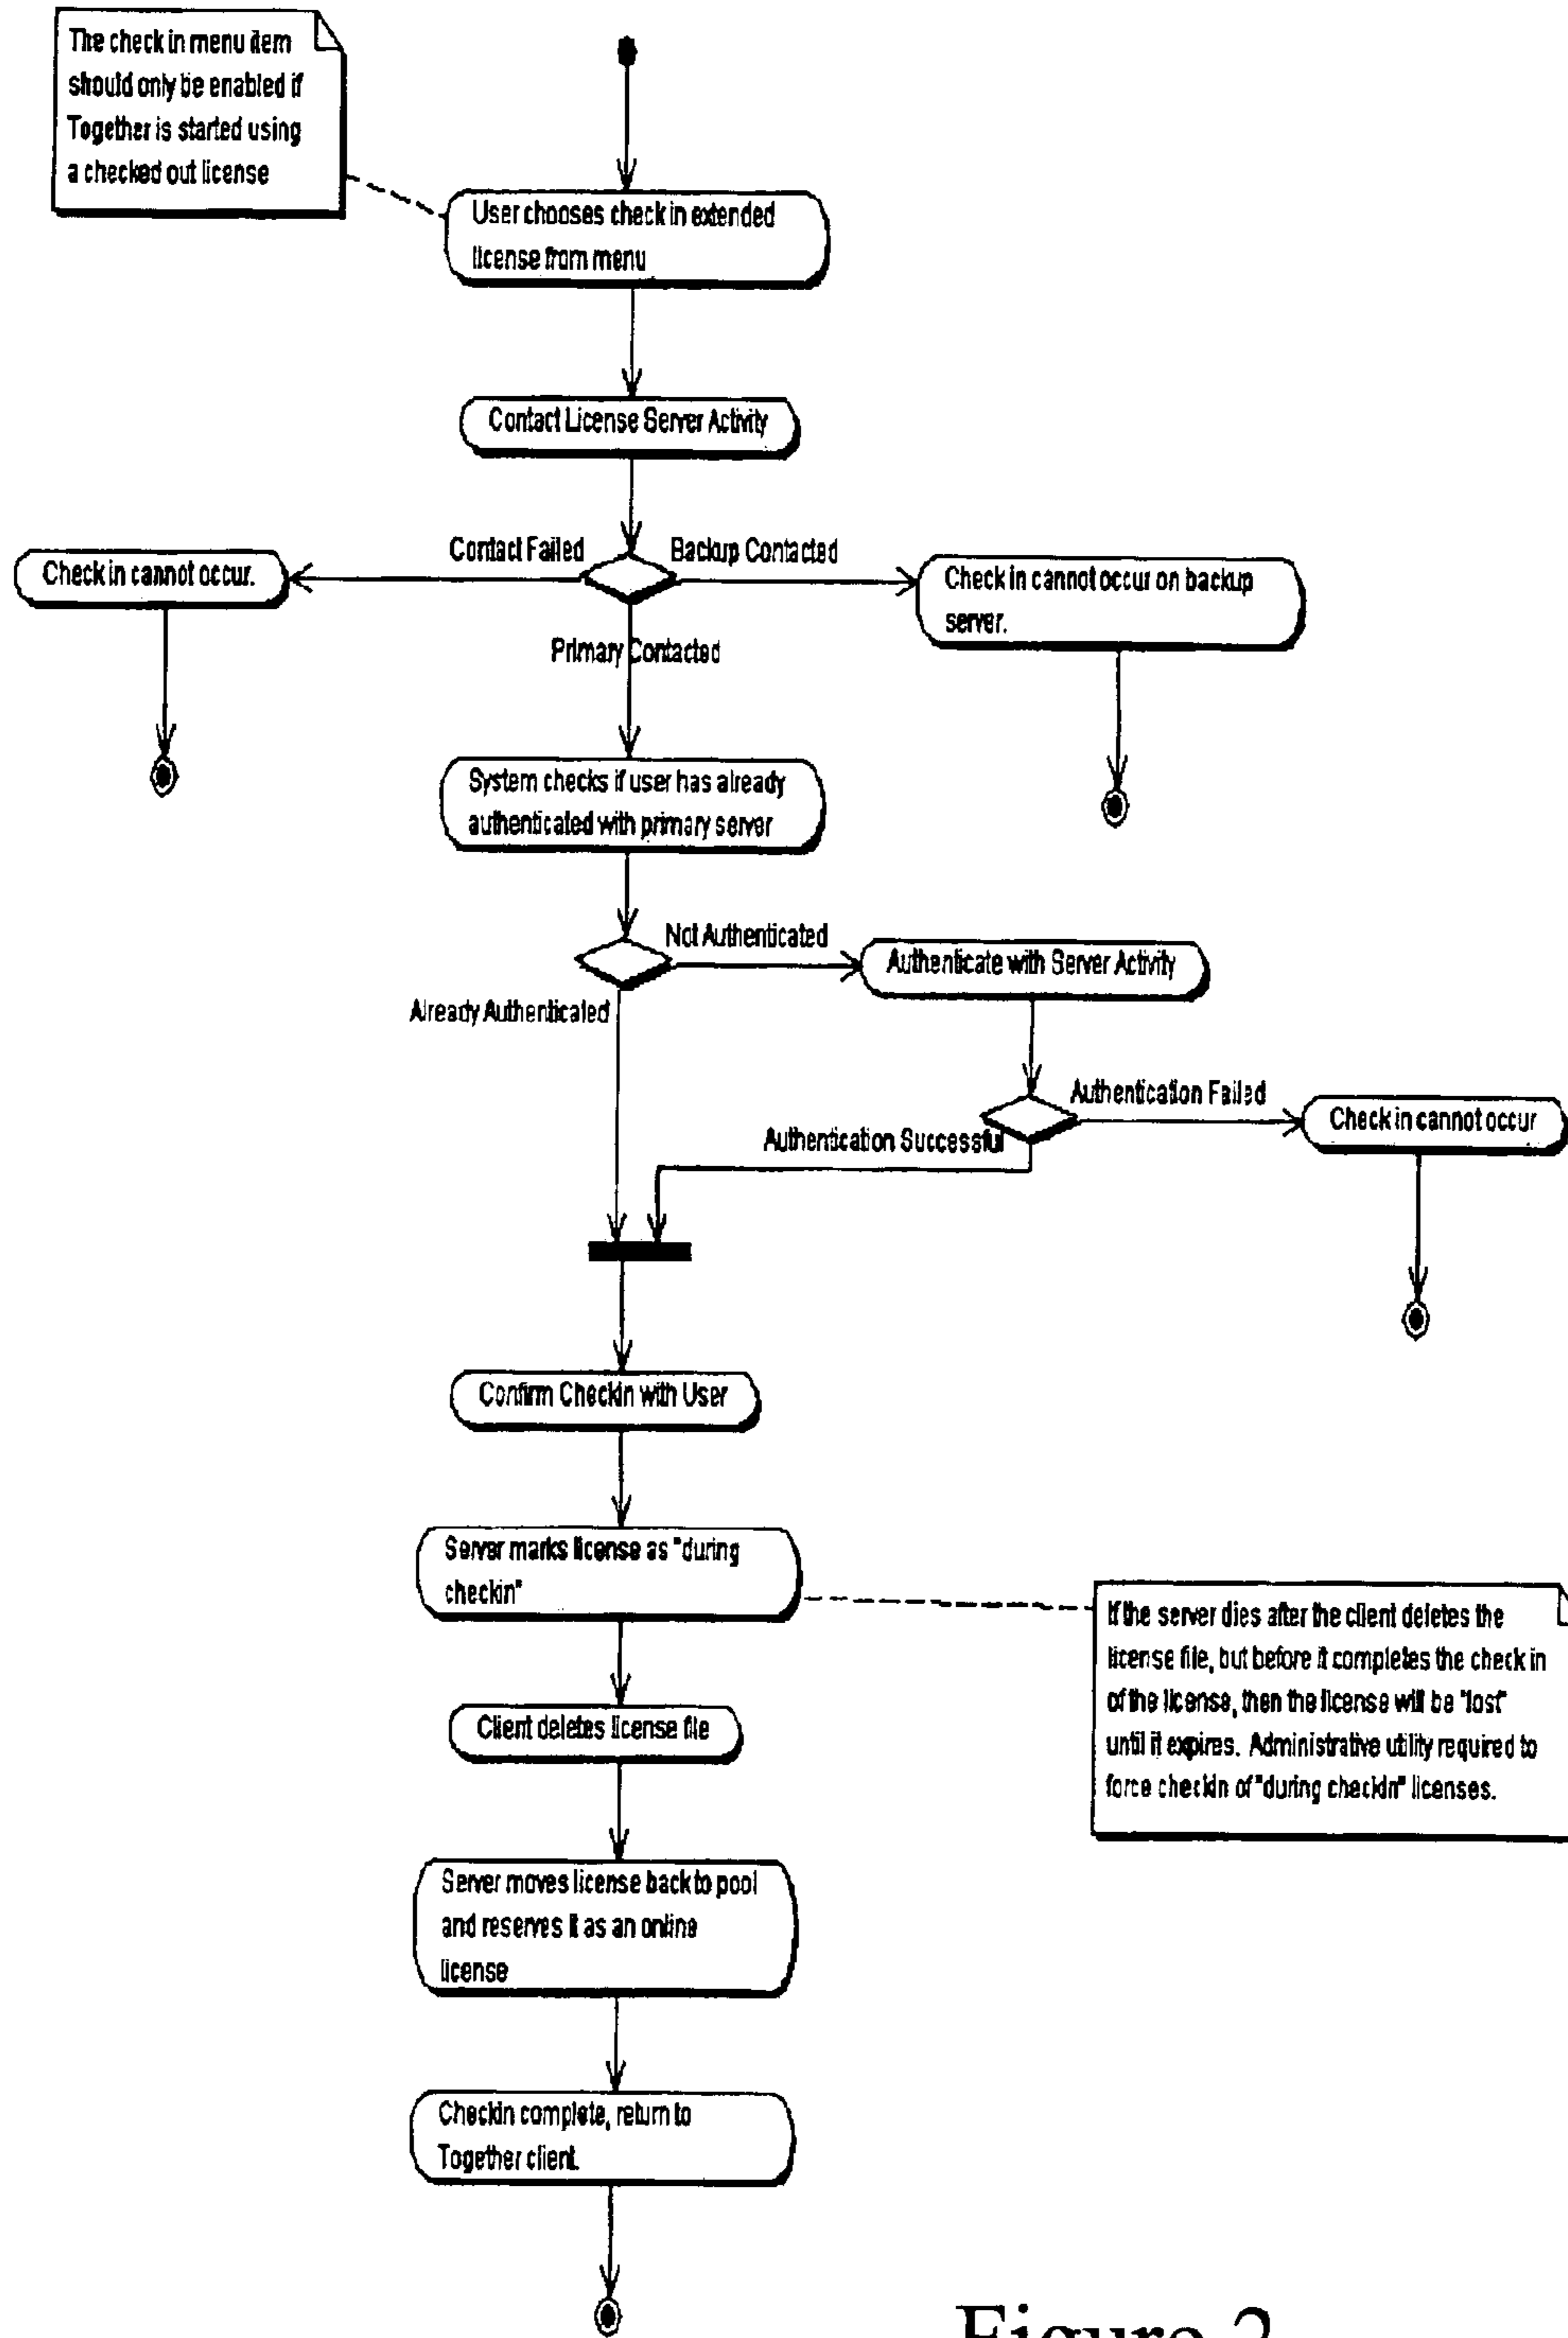 The check in menu item
should only be enabled if
Together is started using
a checked out license
User chooses check in extended
license from menu
Contact License Server Activity
Contact Failed
Backup Contacted
Check in cannot occur.
Check in cannot occur on backup
server.
Primary Contacted
System checks if user has already
authenticated with primary server
Not Authenticated
Authenticate with Server Activity
Already Authenticated
Authentication Failed
Check in cannot occur
Authentication Successful
Confirm Checkin with User
Server marks license as "during
checkin"
If the server dies after the client deletes the
license file, but before it completes the check in
of the license, then the license will be "lost"
until it expires. Administrative utility required to
force checkin of "during checkin" licenses.
Client deletes license file
Server moves license back to pool
and reserves it as an online
license
Checkin complete, return to
Together client.
Figure 2